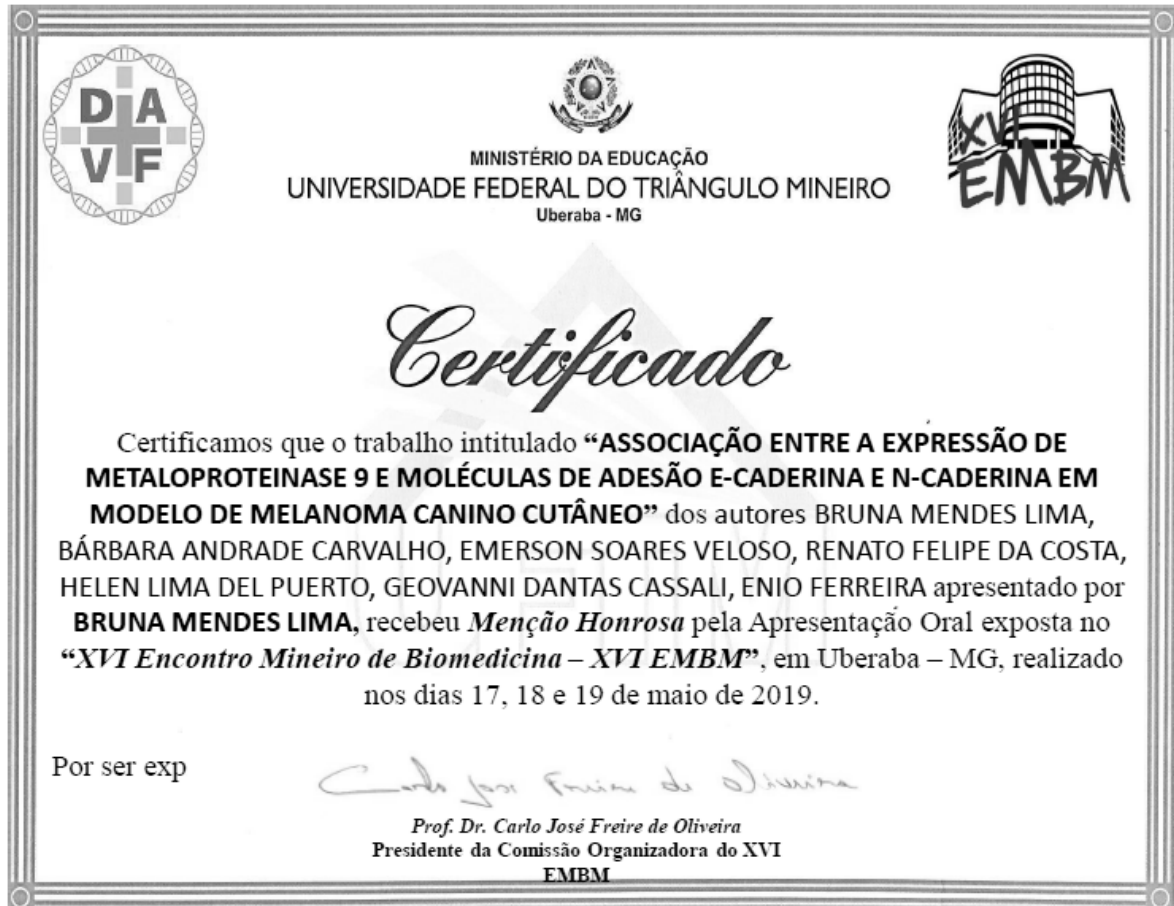 DAVF
MINISTÉRIO DA EDUCAÇÃO
UNIVERSIDADE FEDERAL DO TRIÂNGULO MINEIRO
Uberaba - MG
XVI
EMBM
Certificado
Certificamos que o trabalho intitulado “ASSOCIAÇÃO ENTRE A EXPRESSÃO DE
METALOPROTEINASE 9 E MOLÉCULAS DE ADESÃO E-CADERINA E N-CADERINA EM
MODELO DE MELANOMA CANINO CUTÂNEO” dos autores BRUNA MENDES LIMA,
BÁRBARA ANDRADE CARVALHO, EMERSON SOARES VELOSO, RENATO FELIPE DA COSTA,
HELEN LIMA DEL PUERTO, GEOVANNI DANTAS CASSALI, ENIO FERREIRA apresentado por
BRUNA MENDES LIMA, recebeu Menção Honrosa pela Apresentação Oral exposta no
“XVI Encontro Mineiro de Biomedicina – XVI EMBM”, em Uberaba – MG, realizado
nos dias 17, 18 e 19 de maio de 2019.
Por ser exp
Carlo José Freire de Oliveira
Prof. Dr. Carlo José Freire de Oliveira
Presidente da Comissão Organizadora do XVI
EMBM